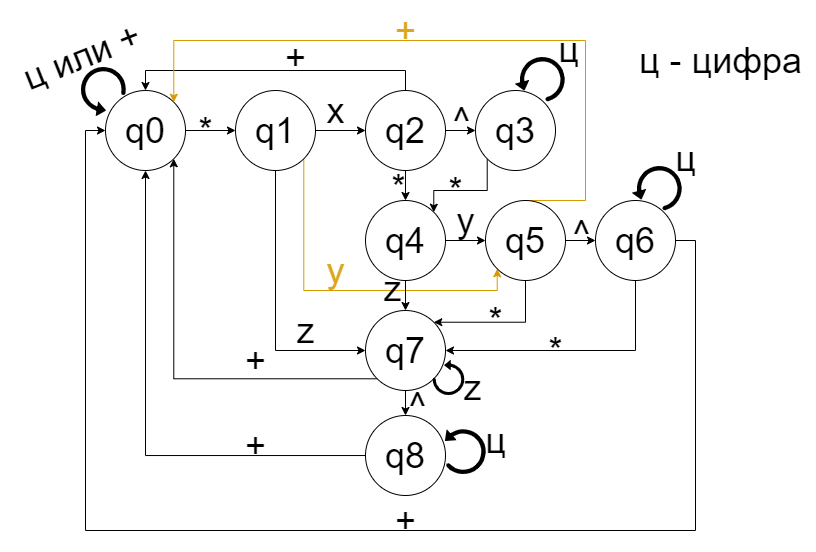 +
ц или +
+
ц
ц - цифра
q0
*
q1
x
q2
^
q3
*
*
ц
q4
y
q5
^
q6
y
z
*
z
q7
*
+
z
^
+
q8
ц
+